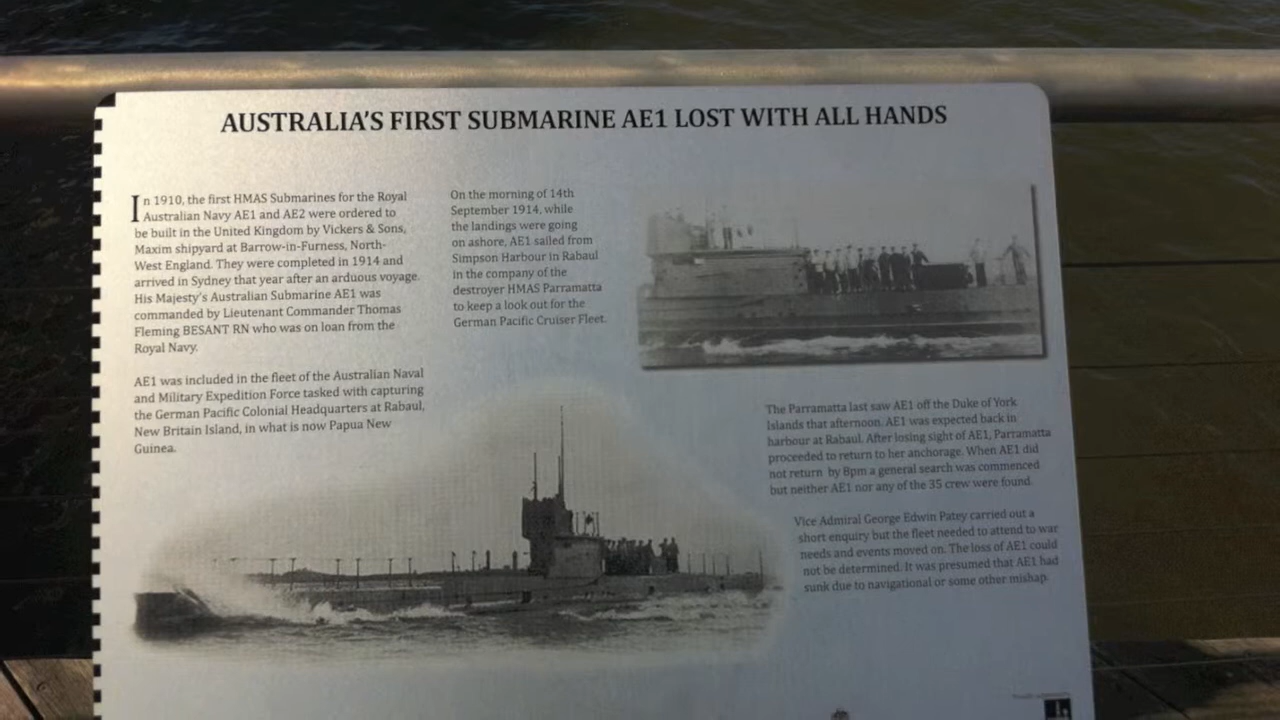 AUSTRALIA'S FIRST SUBMARINE AE1 LOST WITH ALL HANDS
In 1910, the first HMAS Submarines for the Royal
Australian Navy AE1 and AE2 were ordered to
be built in the United Kingdom by Vickers & Sons,
Maxim shipyard at Barrow-in-Furness, North-
West England. They were completed in 1914 and
arrived in Sydney that year after an arduous voyage.
His Majesty's Australian Submarine AE1 was
commanded by Lieutenant Commander Thomas
Fleming BESANT RN who was on loan from the
Royal Navy.
AE1 was included in the fleet of the Australian Naval
and Military Expedition Force tasked with capturing
the German Pacific Colonial Headquarters at Rabaul,
New Britain Island, in what is now Papua New
Guinea.
On the morning of 14th
September 1914, while
the landings were going
on ashore, AE1 sailed from
Simpson Harbour in Rabaul
in the company of the
destroyer HMAS Parramatta
to keep a look out for the
German Pacific Cruiser Fleet.
The Parramatta last saw AE1 off the Duke of York
Islands that afternoon. AE1 was expected back in
harbour at Rabaul. After losing sight of AE1, Parramatta
proceeded to return to her anchorage. When AE1 did
not return by 8pm a general search was commenced
but neither AE1 nor any of the 35 crew were found.
Vice Admiral George Edwin Patey carried out a
short enquiry but the fleet needed to attend to war
needs and events moved on. The loss of AE1 could
not be determined. It was presumed that AE1 had
sunk due to navigational or some other mishap.